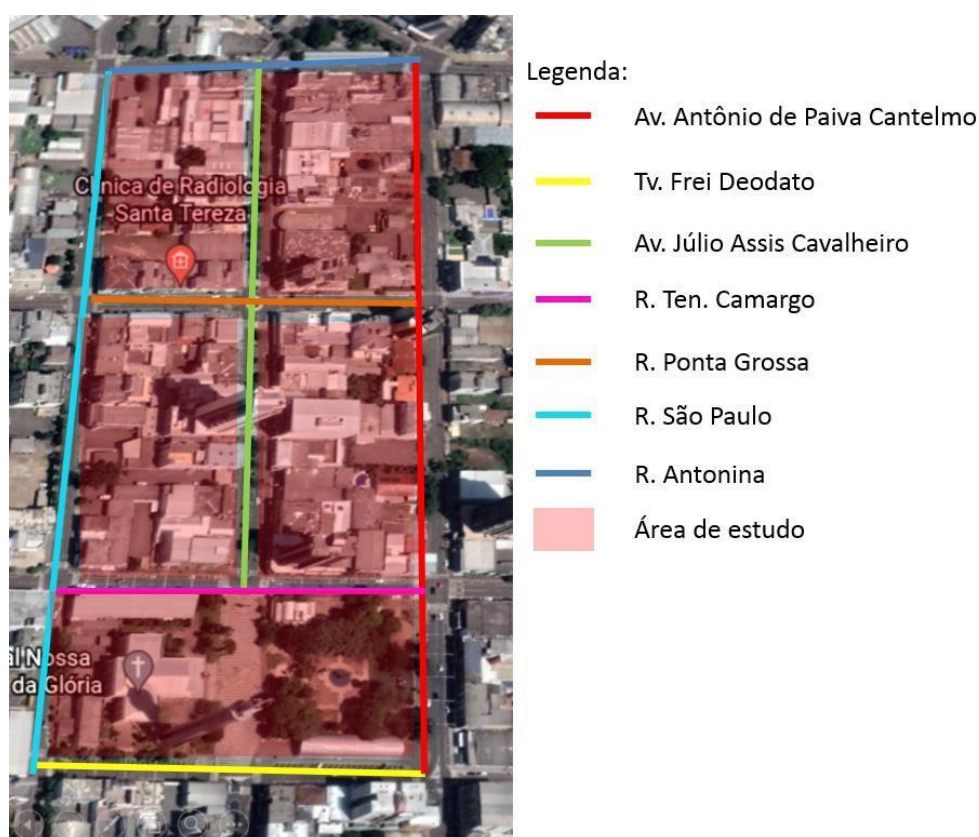 Clínica de Radiologia
Santa Tereza
al Nossa
da Glória
Legenda:
Av. Antônio de Paiva Cantelmo
Tv. Frei Deodato
Av. Júlio Assis Cavalheiro
R. Ten. Camargo
R. Ponta Grossa
R. São Paulo
R. Antonina
Área de estudo